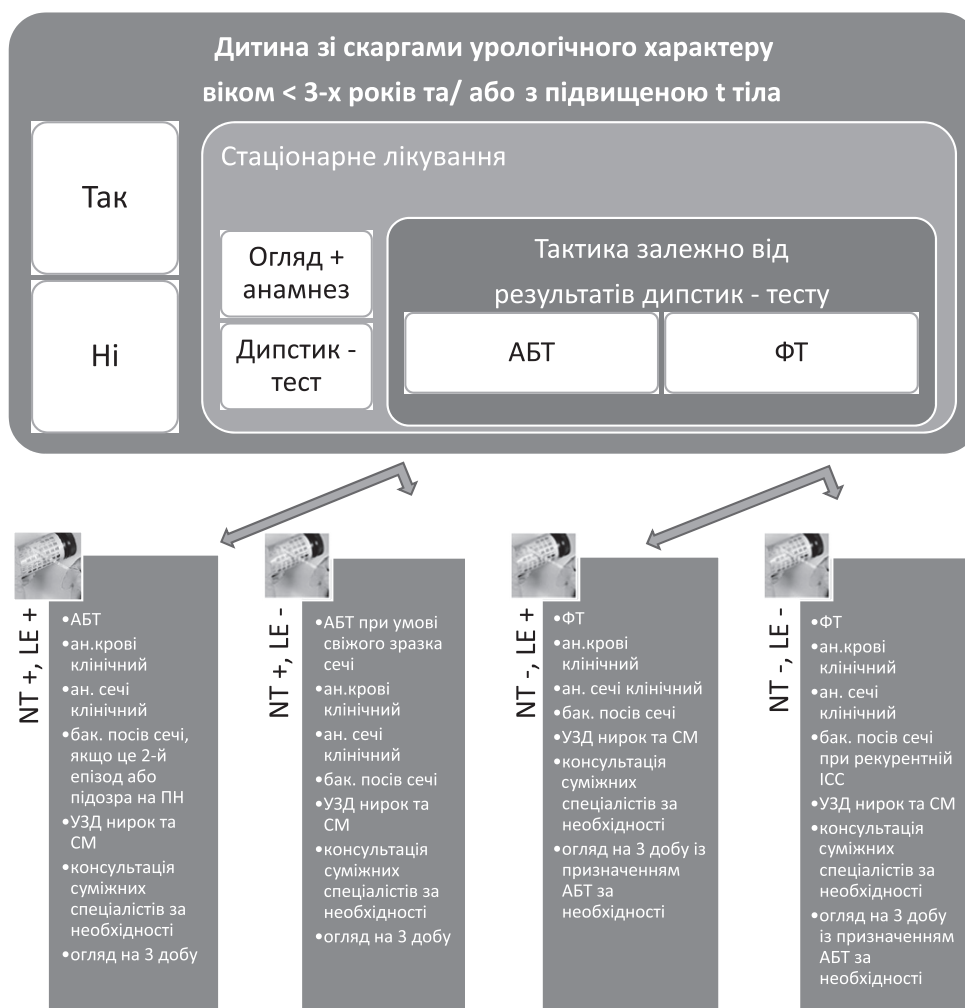 Дитина зі скаргами урологічного характеру
віком < 3-х років та/ або з підвищеною t тіла
Так
Ні
Стаціонарне лікування
Огляд +
анамнез
Дипстик -
тест
Тактика залежно від
результатів дипстик - тесту
АБТ
ФТ
NT +, LE +
•АБТ
•ан.крові
клінічний
•ан. сечі
клінічний
•бак. посів сечі,
якщо це 2-й
епізод або
підозра на ПН
•УЗД нирок та
СМ
•консультація
суміжних
спеціалістів за
необхідності
•огляд на 3 добу
NT +, LE -
•АБТ при умові
свіжого зразка
сечі
•ан.крові
клінічний
•ан. сечі
клінічний
•бак. посів сечі
•УЗД нирок та
СМ
•консультація
суміжних
спеціалістів за
необхідності
•огляд на 3 добу
NT -, LE +
•ФТ
•ан.крові
клінічний
•ан. сечі клінічний
•бак. посів сечі
•УЗД нирок та СМ
•консультація
суміжних
спеціалістів за
необхідності
•огляд на 3 добу із
призначенням
АБТ за
необхідності
NT -, LE -
•ФТ
•ан.крові
клінічний
•ан. сечі
клінічний
•бак. посів сечі
при рекурентній
ІСС
•УЗД нирок та СМ
•консультація
суміжних
спеціалістів за
необхідності
•огляд на 3 добу
із призначенням
АБТ за
необхідності